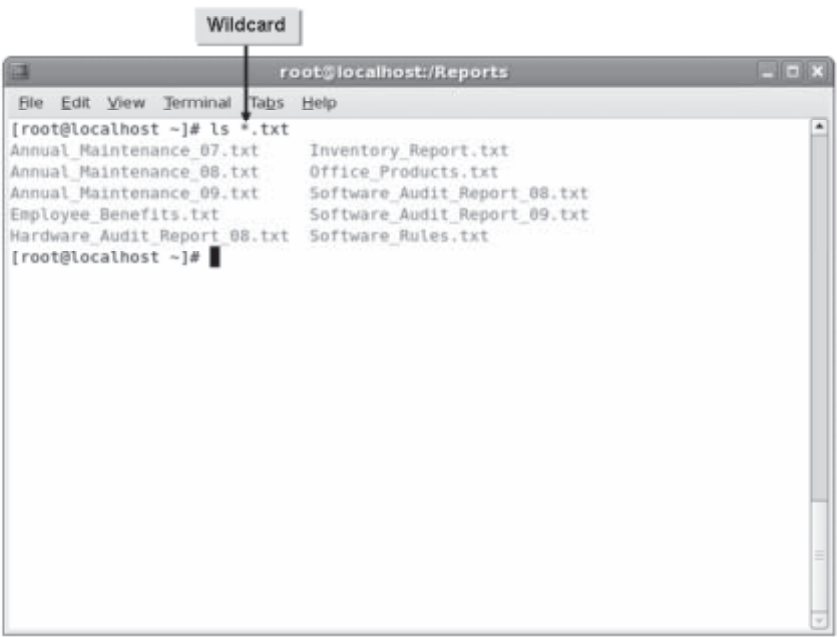 Wildcard
root@localhost:/Reports
File Edit View Terminal Tabs Help
[root@localhost ~]# ls *.txt
Annual_Maintenance_07.txt Inventory_Report.txt
Annual_Maintenance_08.txt Office_Products.txt
Annual_Maintenance_09.txt Software_Audit_Report_08.txt
Employee_Benefits.txt Software_Audit_Report_09.txt
Hardware_Audit_Report_08.txt Software_Rules.txt
[root@localhost ~]#